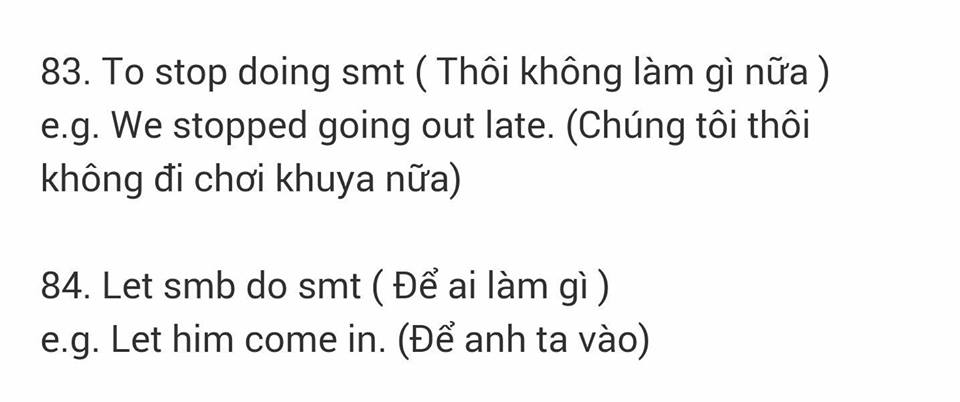 83. To stop doing smt ( Thôi không làm gì nữa )
e.g. We stopped going out late. (Chúng tôi thôi
không đi chơi khuya nữa)
84. Let smb do smt ( Để ai làm gì )
e.g. Let him come in. (Để anh ta vào)